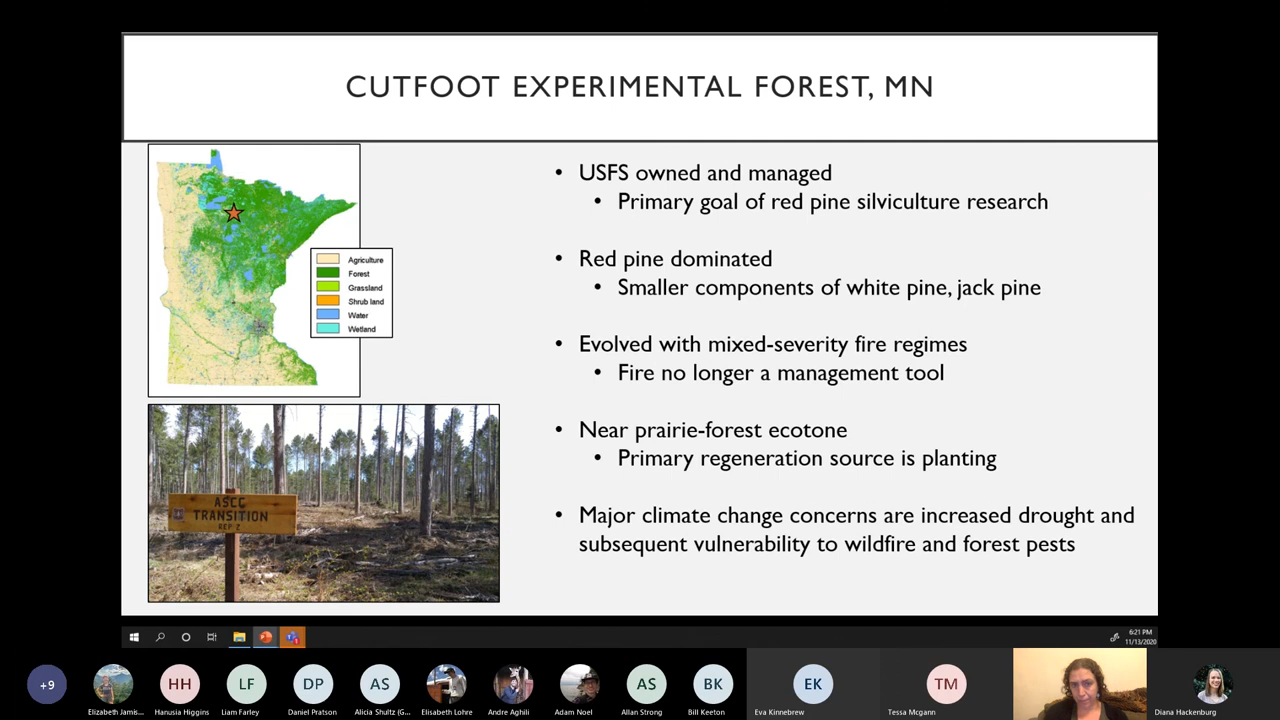 CUTFOOT EXPERIMENTAL FOREST, MN
Agriculture
Forest
Grassland
Shrub land
Water
Wetland
ASCC
TRANSITION
REP 2
• USFS owned and managed
• Primary goal of red pine silviculture research
• Red pine dominated
• Smaller components of white pine, jack pine
• Evolved with mixed-severity fire regimes
• Fire no longer a management tool
• Near prairie-forest ecotone
• Primary regeneration source is planting
• Major climate change concerns are increased drought and
subsequent vulnerability to wildfire and forest pests
6:21 PM
11/13/2020
+9
HH
LF
DP
AS
AS
BK
EK
TM
Elizabeth Jamis...
Hanusia Higgins
Liam Farley
Daniel Pratson
Alicia Shultz (G...
Elisabeth Lohre
Andre Aghili
Adam Noel
Allan Strong
Bill Keeton
Eva Kinnebrew
Tessa Mcgann
Diana Hackenburg